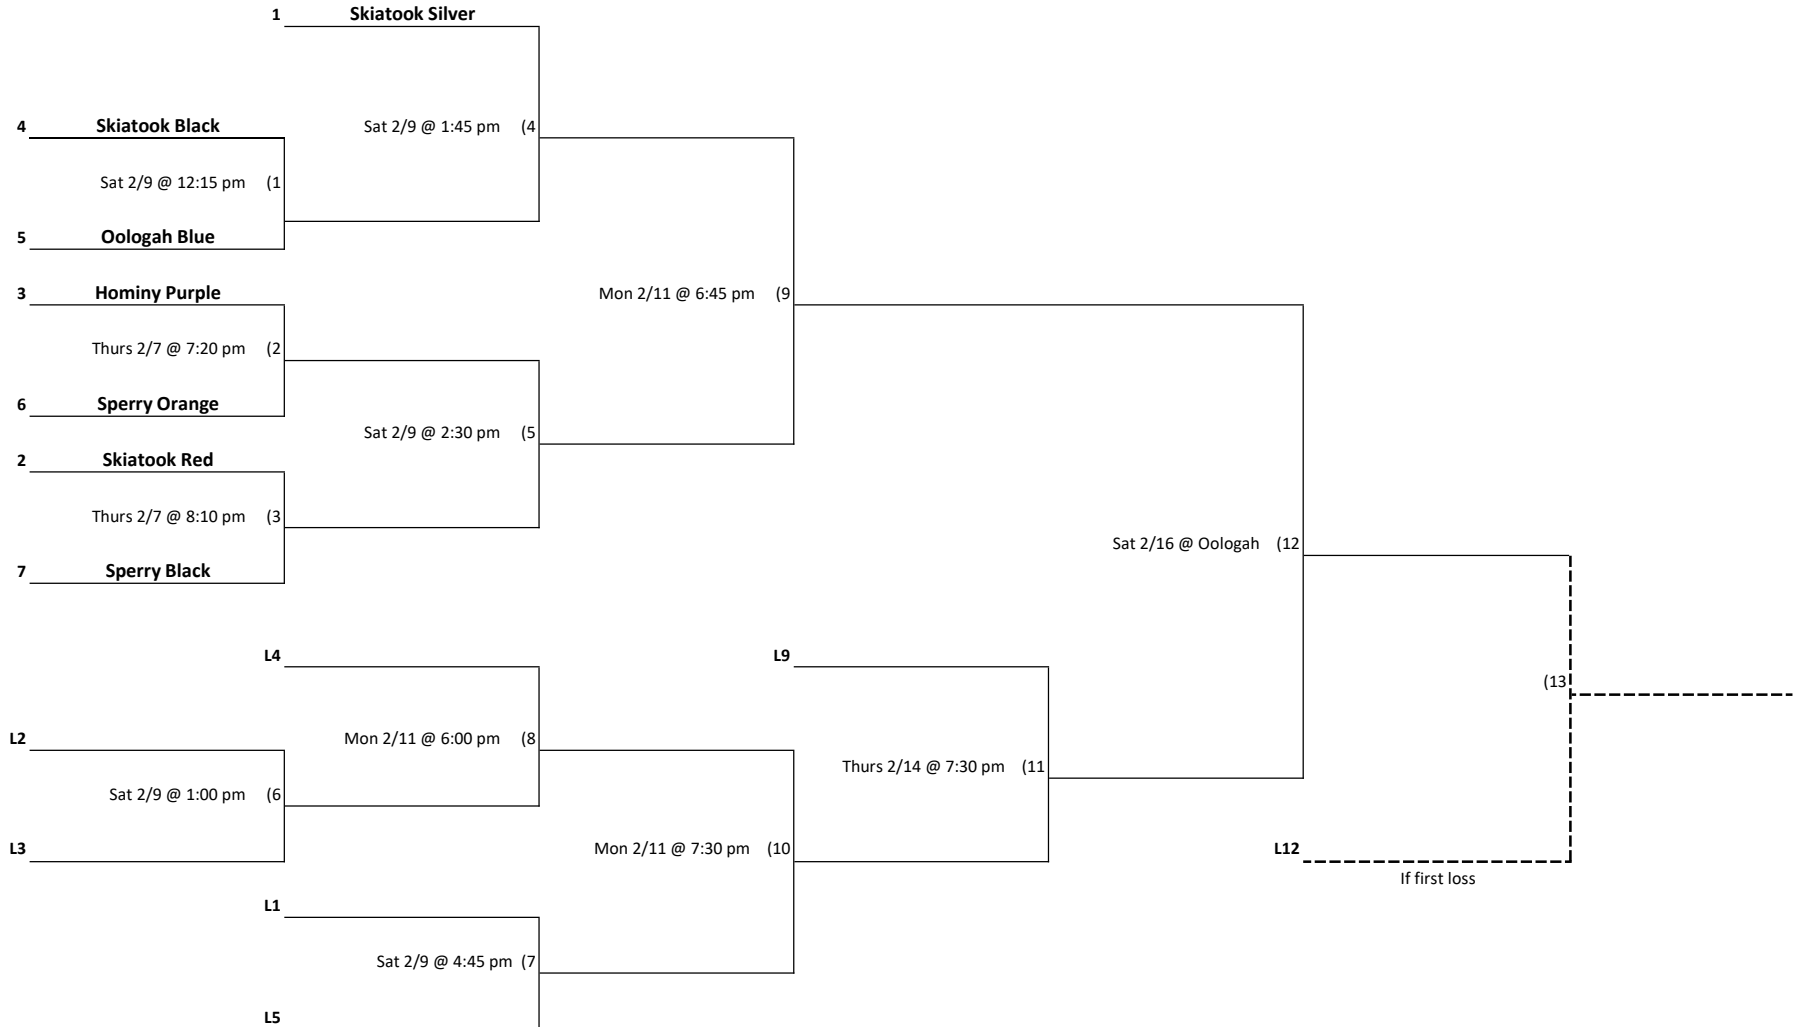 1 Skiatook Silver
4 Skiatook Black
Sat 2/9 @ 1:45 pm (4
Sat 2/9 @ 12:15 pm (1
5 Oologah Blue
3 Hominy Purple
Mon 2/11 @ 6:45 pm (9
Thurs 2/7 @ 7:20 pm (2
6 Sperry Orange
Sat 2/9 @ 2:30 pm (5
2 Skiatook Red
Thurs 2/7 @ 8:10 pm (3
Sat 2/16 @ Oologah (12
7 Sperry Black
L4
L9
(13
L2
Mon 2/11 @ 6:00 pm (8
Thurs 2/14 @ 7:30 pm (11
Sat 2/9 @ 1:00 pm (6
L3
Mon 2/11 @ 7:30 pm (10
L12
If first loss
L1
Sat 2/9 @ 4:45 pm (7
L5